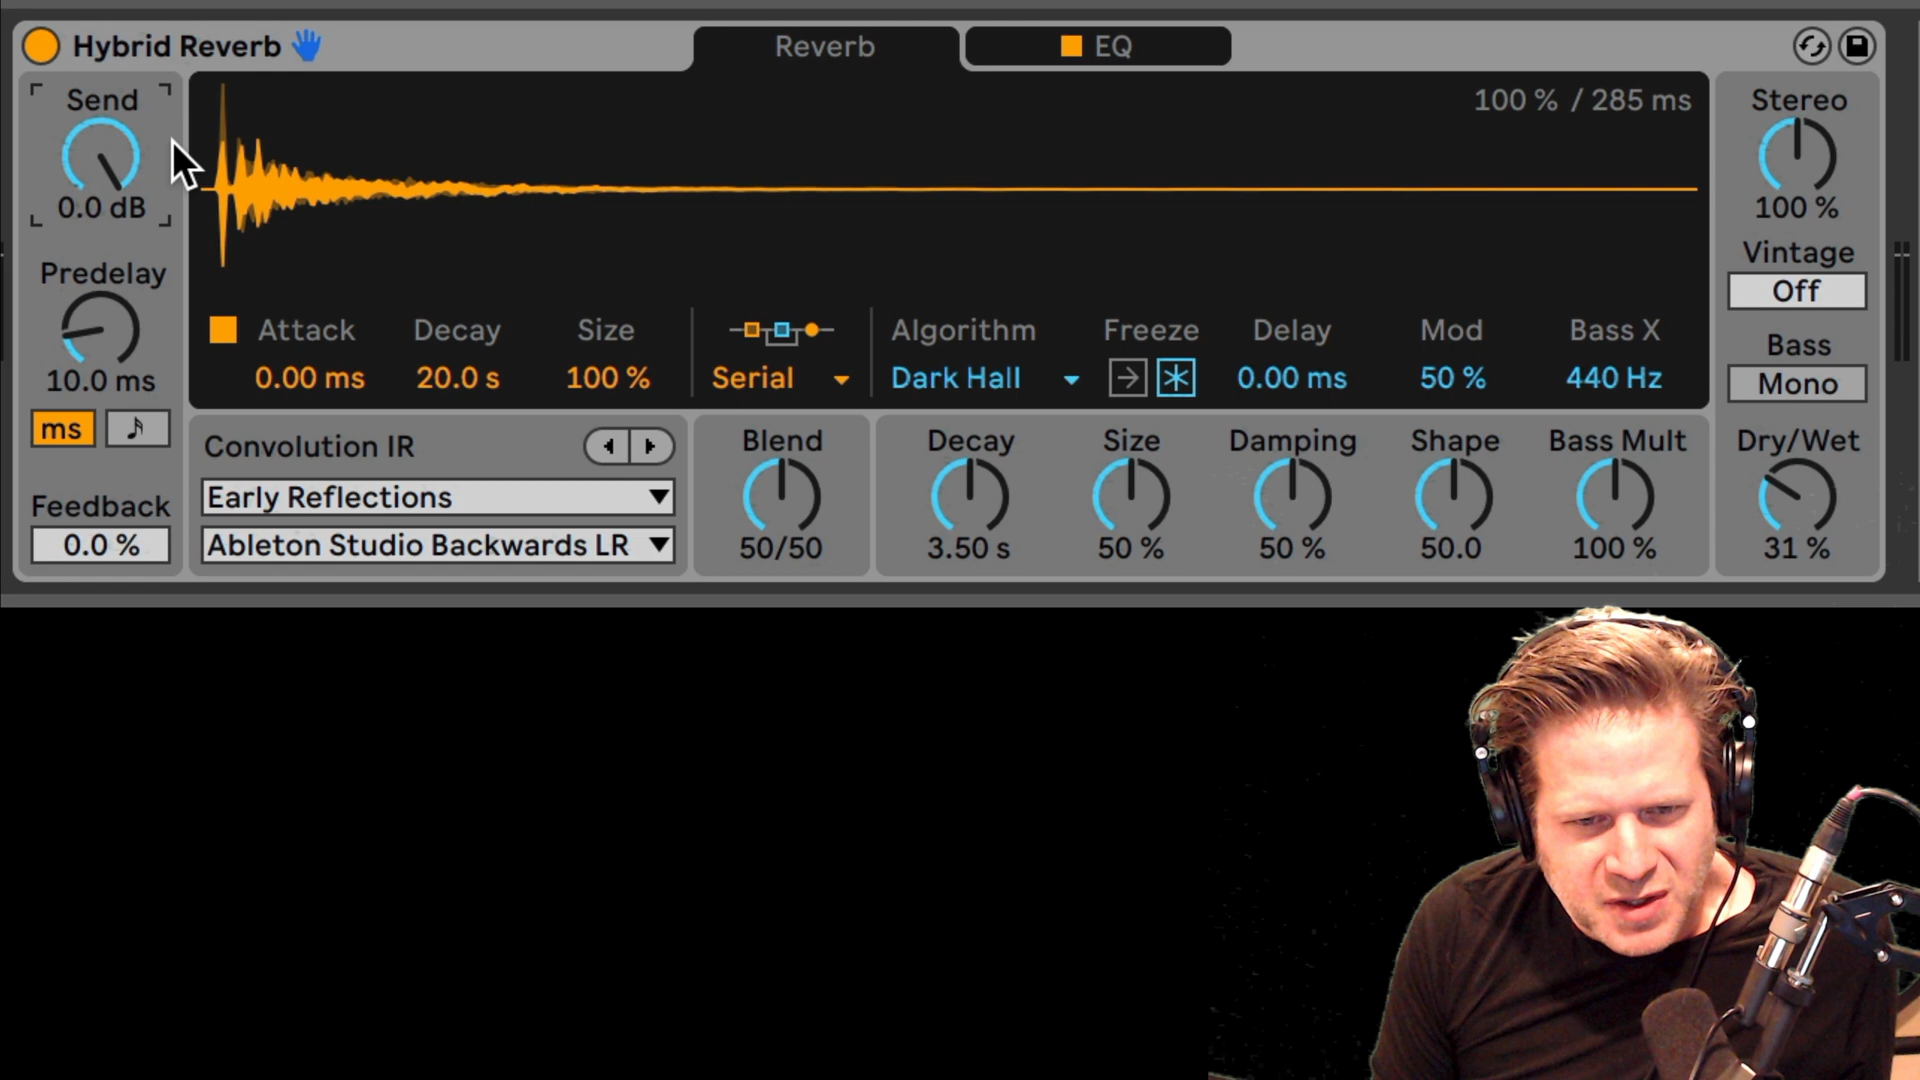 Hybrid Reverb
Reverb
EQ
Send
0.0 dB
Predelay
10.0 ms
ms
Feedback
0.0 %
100 % / 285 ms
Attack Decay Size
0.00 ms 20.0 s 100 %
Serial
Algorithm Freeze Delay Mod Bass X
Dark Hall 0.00 ms 50 % 440 Hz
Convolution IR
Early Reflections
Ableton Studio Backwards LR
Blend
50/50
Decay Size Damping Shape Bass Mult
3.50 s 50 % 50 % 50.0 100 %
Stereo
100 %
Vintage
Off
Bass
Mono
Dry/Wet
31 %